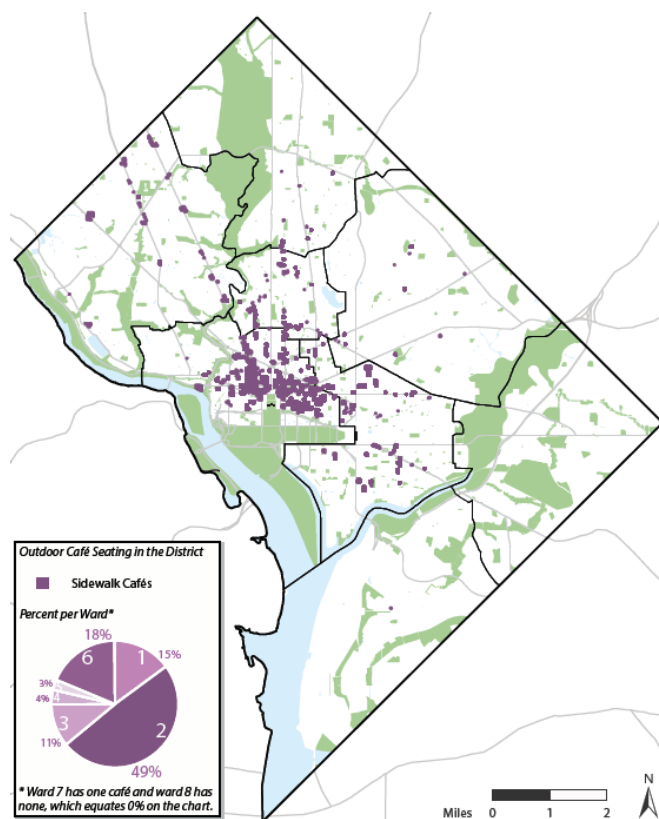 Outdoor Café Seating in the District
Sidewalk Cafés
Percent per Ward*
18%
6
1
15%
3%
4%
4
3
11%
2
49%
* Ward 7 has one café and ward 8 has
none, which equates 0% on the chart.
N
Miles 0 1 2